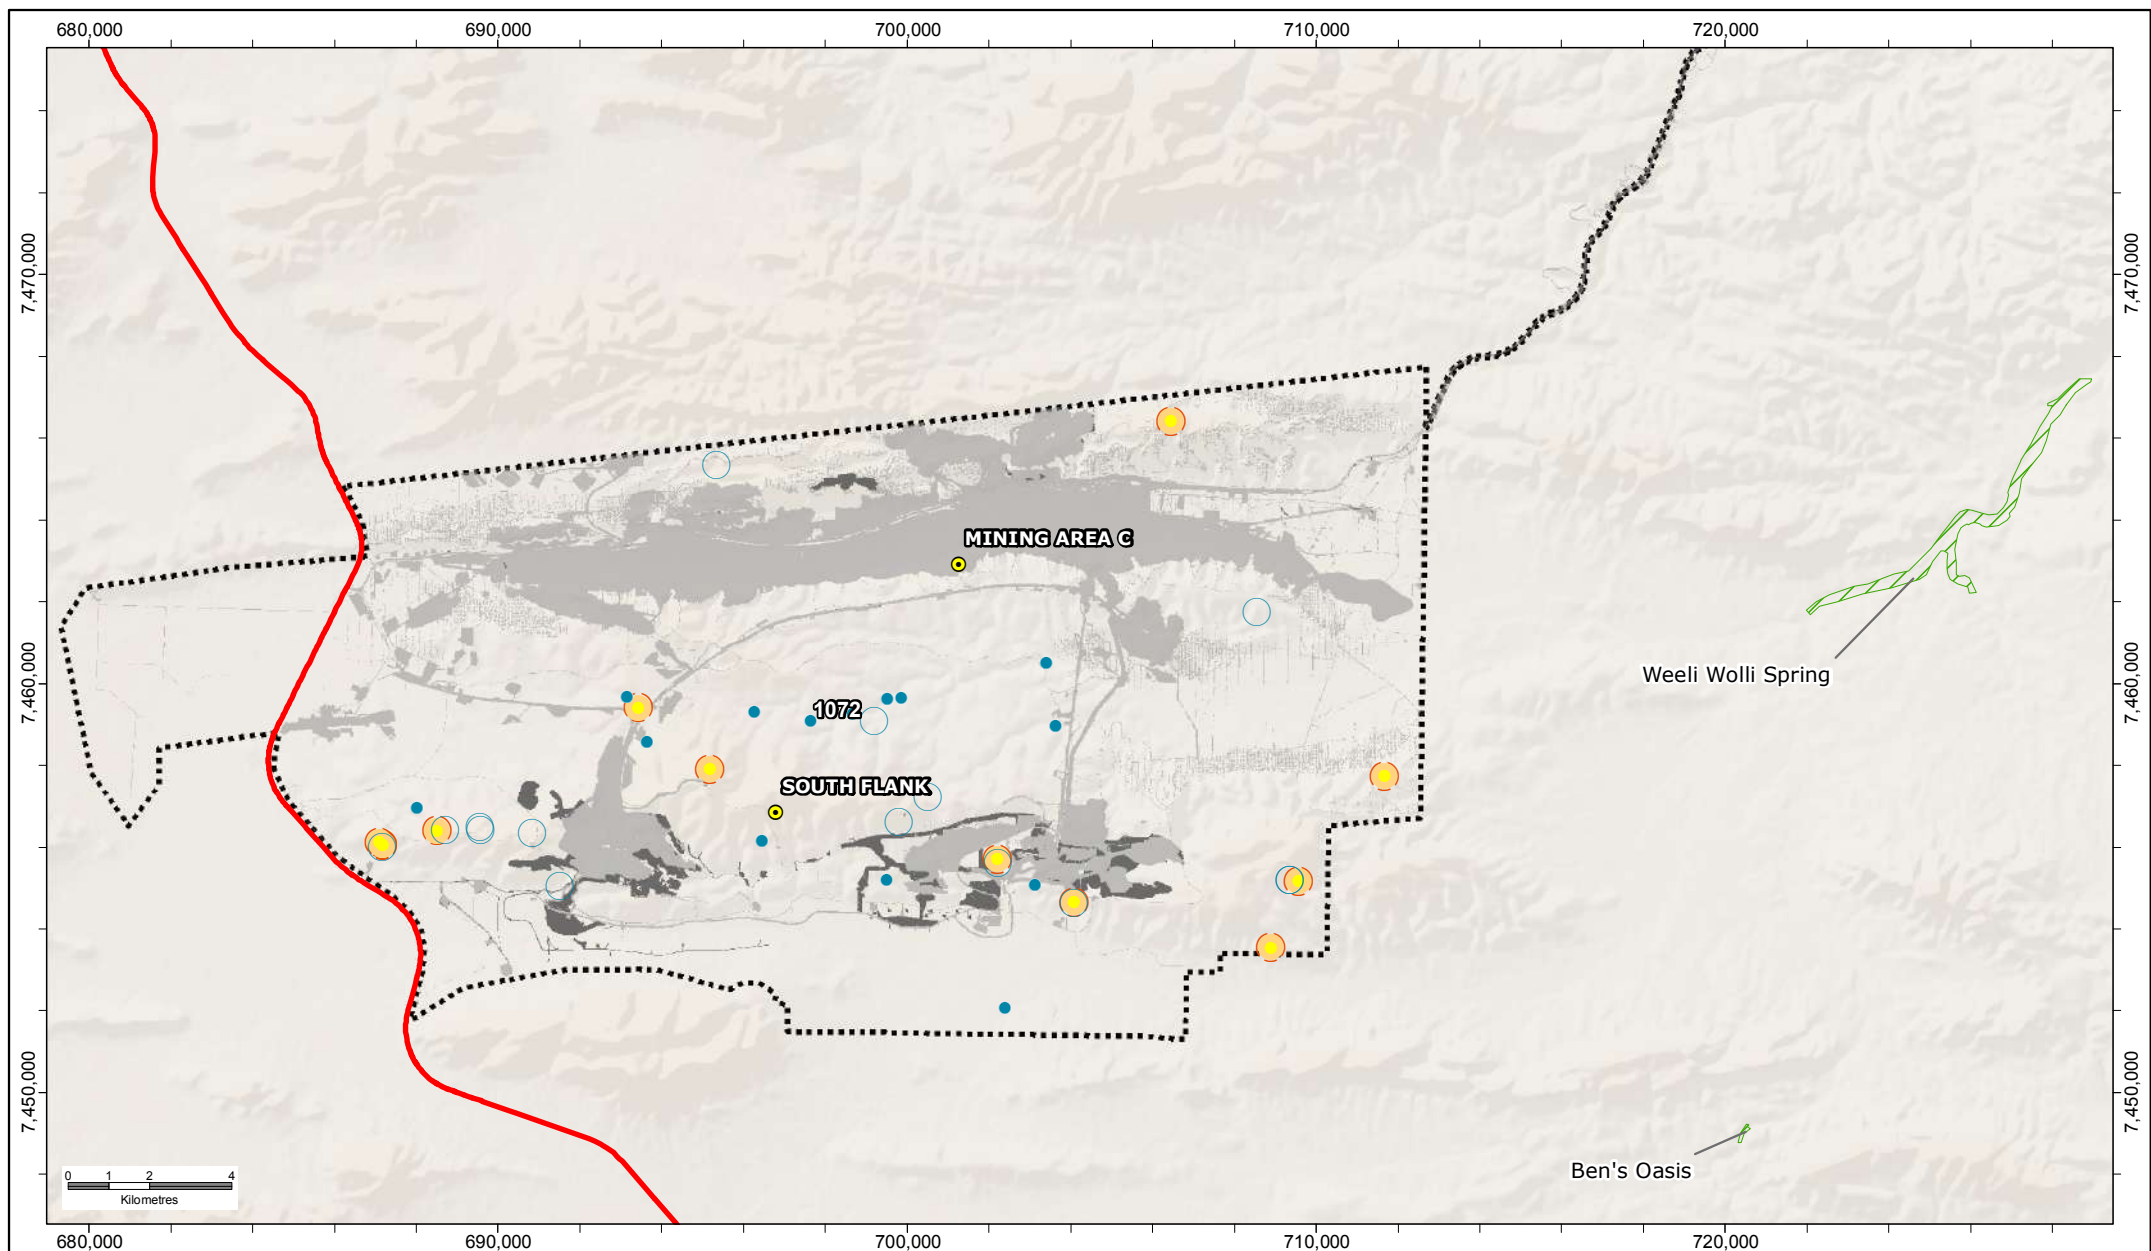 680,000 690,000 700,000 710,000 720,000
7,470,000 7,470,000
MINING AREA C
Weeli Wolli Spring
7,460,000 7,460,000
1072
SOUTH FLANK
7,450,000 7,450,000
Ben's Oasis
0 1 2 4
Kilometres
680,000 690,000 700,000 710,000 720,000